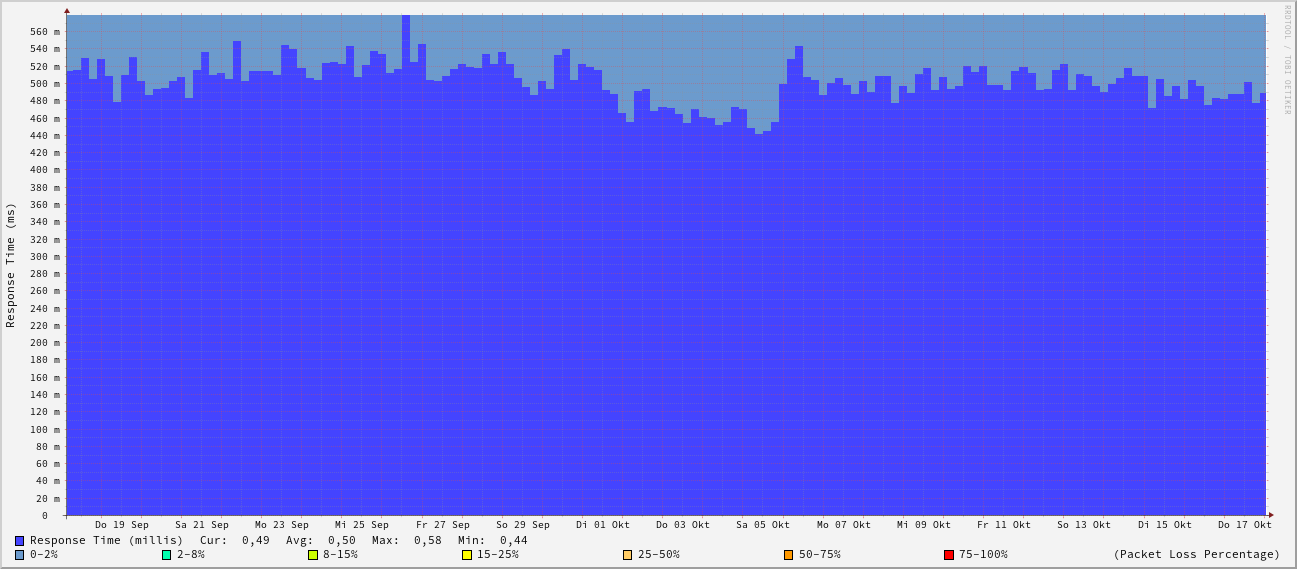 RRDTOOL / TOBI OETIKER
Response Time (ms)
560 m
540 m
520 m
500 m
480 m
460 m
440 m
420 m
400 m
380 m
360 m
340 m
320 m
300 m
280 m
260 m
240 m
220 m
200 m
180 m
160 m
140 m
120 m
100 m
80 m
60 m
40 m
20 m
0
Do 19 Sep Sa 21 Sep Mo 23 Sep Mi 25 Sep Fr 27 Sep So 29 Sep Di 01 Okt Do 03 Okt Sa 05 Okt Mo 07 Okt Mi 09 Okt Fr 11 Okt So 13 Okt Di 15 Okt Do 17 Okt
Response Time (millis) Cur: 0,49 Avg: 0,50 Max: 0,58 Min: 0,44
0-2% 2-8% 8-15% 15-25% 25-50% 50-75% 75-100% (Packet Loss Percentage)